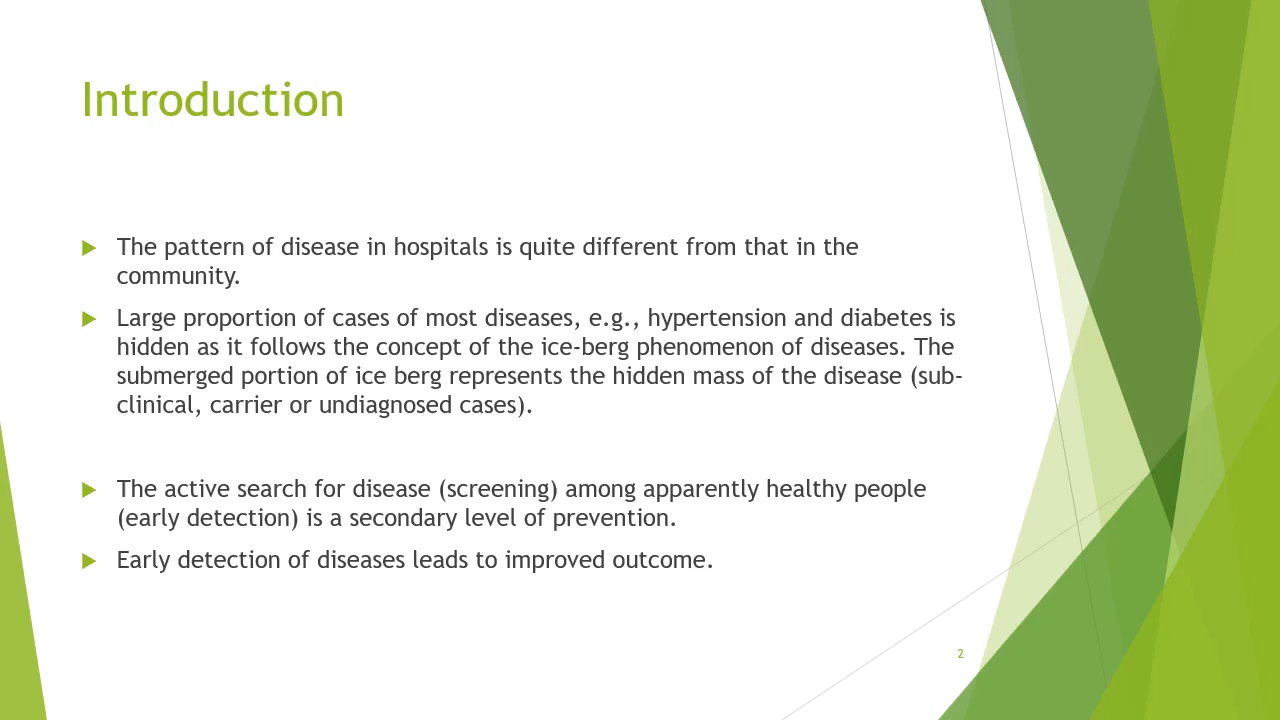 Introduction
The pattern of disease in hospitals is quite different from that in the
community.
Large proportion of cases of most diseases, e.g., hypertension and diabetes is
hidden as it follows the concept of the ice-berg phenomenon of diseases. The
submerged portion of ice berg represents the hidden mass of the disease (sub-
clinical, carrier or undiagnosed cases).
The active search for disease (screening) among apparently healthy people
(early detection) is a secondary level of prevention.
Early detection of diseases leads to improved outcome.
2